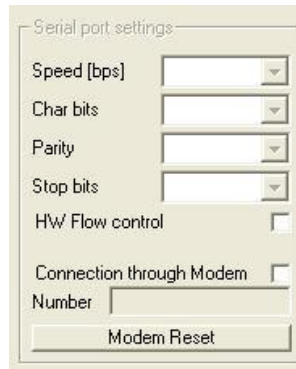 Serial port settings
Speed [bps]
Char bits
Parity
Stop bits
HW Flow control
Connection through Modem
Number
Modem Reset